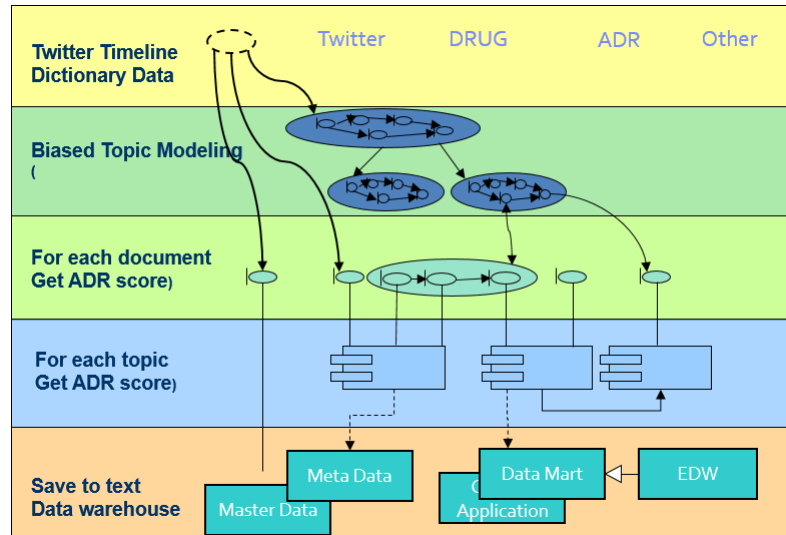 Twitter Timeline
Dictionary Data
Twitter
DRUG
ADR
Other
Biased Topic Modeling
(
For each document
Get ADR score)
For each topic
Get ADR score)
Save to text
Data warehouse
Meta Data
Master Data
Data Mart
Application
EDW